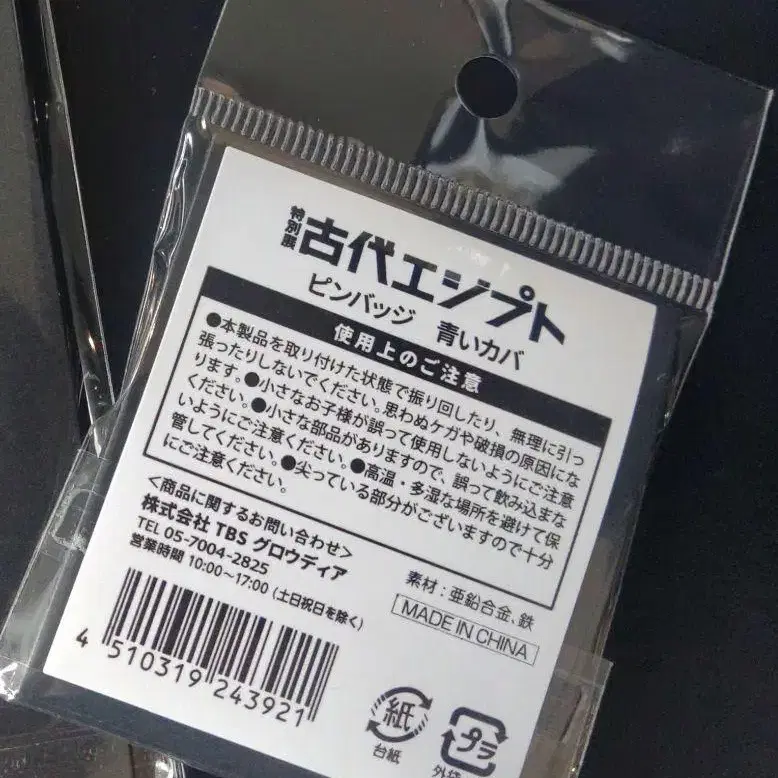 特別展
古代エジプト
ピンバッジ 青いカバ
使用上のご注意
●本製品を取り付けた状態で振り回したり、無理に引っ
張ったりしないでください。思わぬケガや破損の原因にな
ります。●小さなお子様が誤って使用しないようにご注意
ください。●小さな部品がありますので、誤って飲み込まな
いようにご注意ください。●高温・多湿な場所を避けて保
管してください。●尖っている部分がございますので十分
にご注意ください。
<商品に関するお問い合わせ>
株式会社 TBS グロウディア
TEL 05-7004-2825
営業時間 10:00〜17:00 (土日祝日を除く)
素材:亜鉛合金、鉄
MADE IN CHINA
4 510319 243921
紙
台紙
プラ
外袋